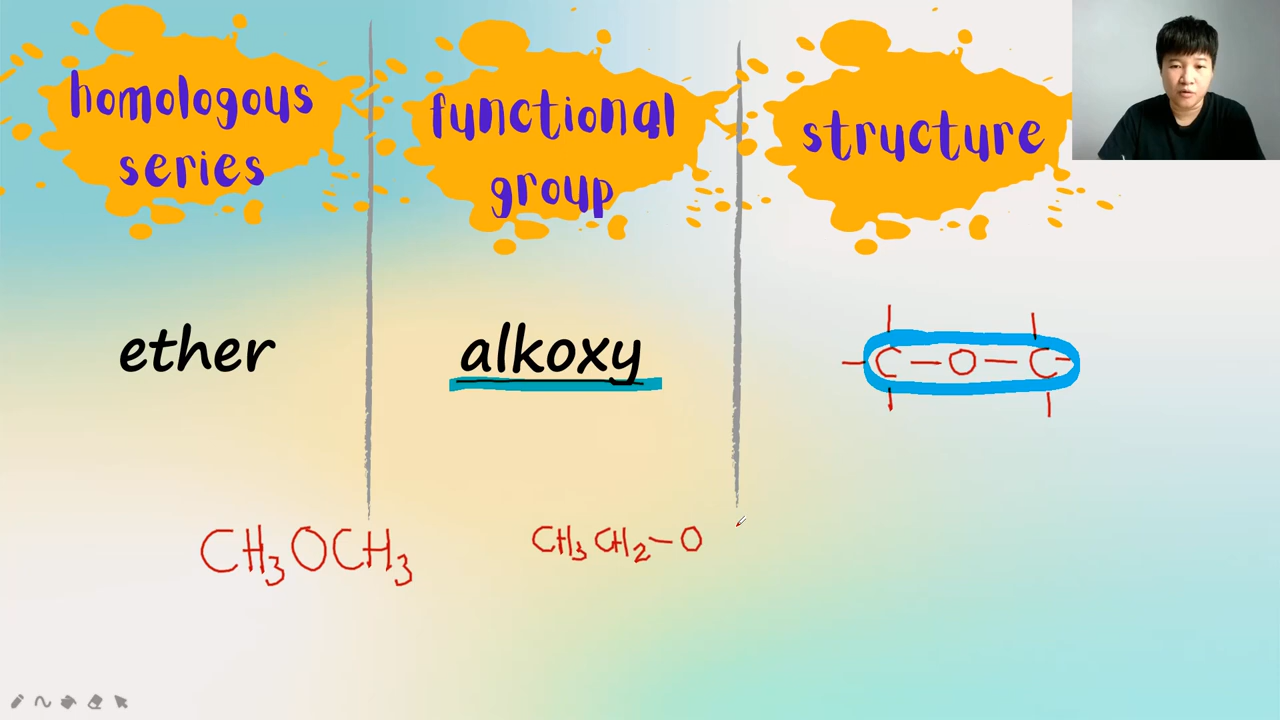 homologous
series
functional
group
structure
ether
alkoxy
C - O - C
CH3OCH3
CH3CH2-O